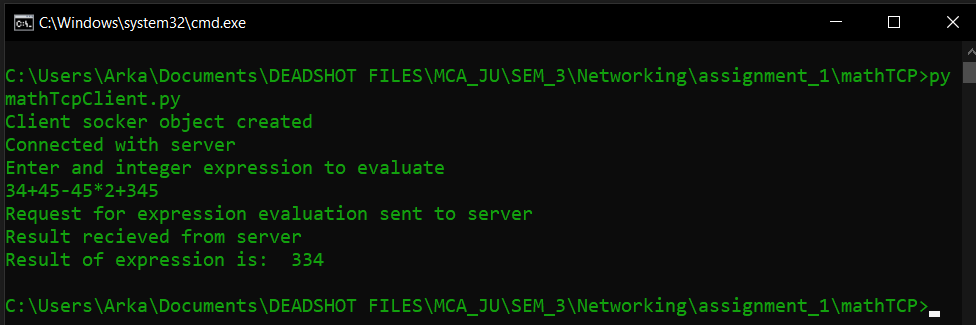 C:\Windows\system32\cmd.exe
C:\Users\Arka\Documents\DEADSHOT FILES\MCA_JU\SEM_3\Networking\assignment_1\mathTCP>py
mathTcpClient.py
Client socker object created
Connected with server
Enter and integer expression to evaluate
34+45-45*2+345
Request for expression evaluation sent to server
Result recieved from server
Result of expression is:  334
C:\Users\Arka\Documents\DEADSHOT FILES\MCA_JU\SEM_3\Networking\assignment_1\mathTCP>